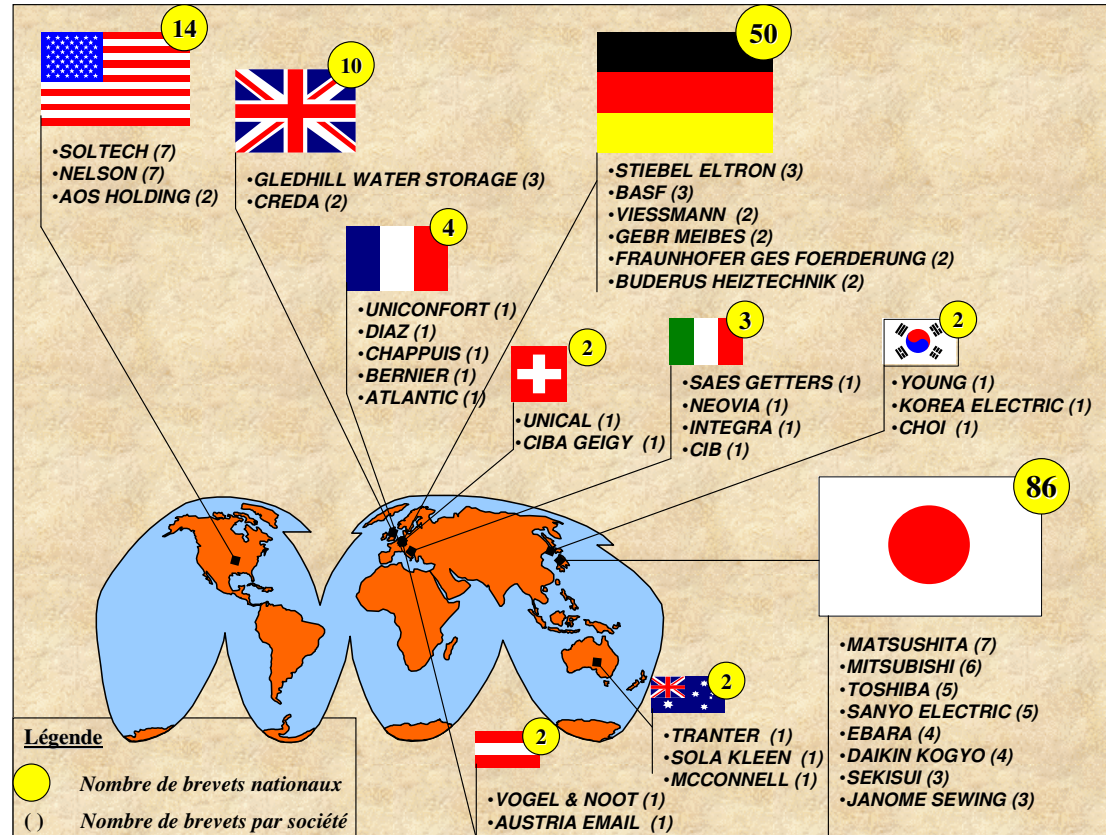 14
•SOLTECH (7)
•NELSON (7)
•AOS HOLDING (2)
10
•GLEDHILL WATER STORAGE (3)
•CREDA (2)
50
•STIEBEL ELTRON (3)
•BASF (3)
•VIESSMANN (2)
•GEBR MEIBES (2)
•FRAUNHOFER GES FOERDERUNG (2)
•BUDERUS HEIZTECHNIK (2)
4
•UNICONFORT (1)
•DIAZ (1)
•CHAPPUIS (1)
•BERNIER (1)
•ATLANTIC (1)
2
•UNICAL (1)
•CIBA GEIGY (1)
3
•SAES GETTERS (1)
•NEOVIA (1)
•INTEGRA (1)
•CIB (1)
2
•YOUNG (1)
•KOREA ELECTRIC (1)
•CHOI (1)
86
•MATSUSHITA (7)
•MITSUBISHI (6)
•TOSHIBA (5)
•SANYO ELECTRIC (5)
•EBARA (4)
•DAIKIN KOGYO (4)
•SEKISUI (3)
•JANOME SEWING (3)
2
•TRANTER (1)
•SOLA KLEEN (1)
•MCCONNELL (1)
2
•VOGEL & NOOT (1)
•AUSTRIA EMAIL (1)
Légende
Nombre de brevets nationaux
( ) Nombre de brevets par société